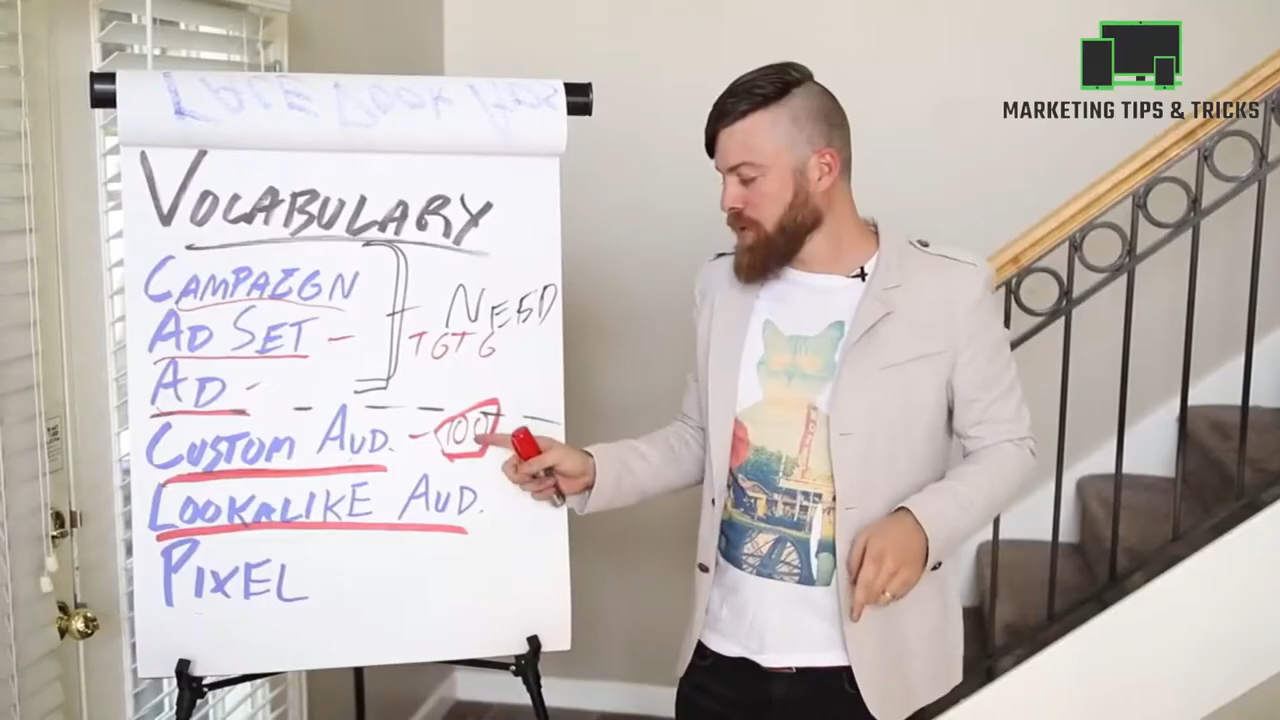 MARKETING TIPS & TRICKS
VOCABULARY
CAMPAIGN
NEED
AD SET -
TGTG
AD -
CUSTOM AUD. - 100
LOOKALIKE AUD.
PIXEL